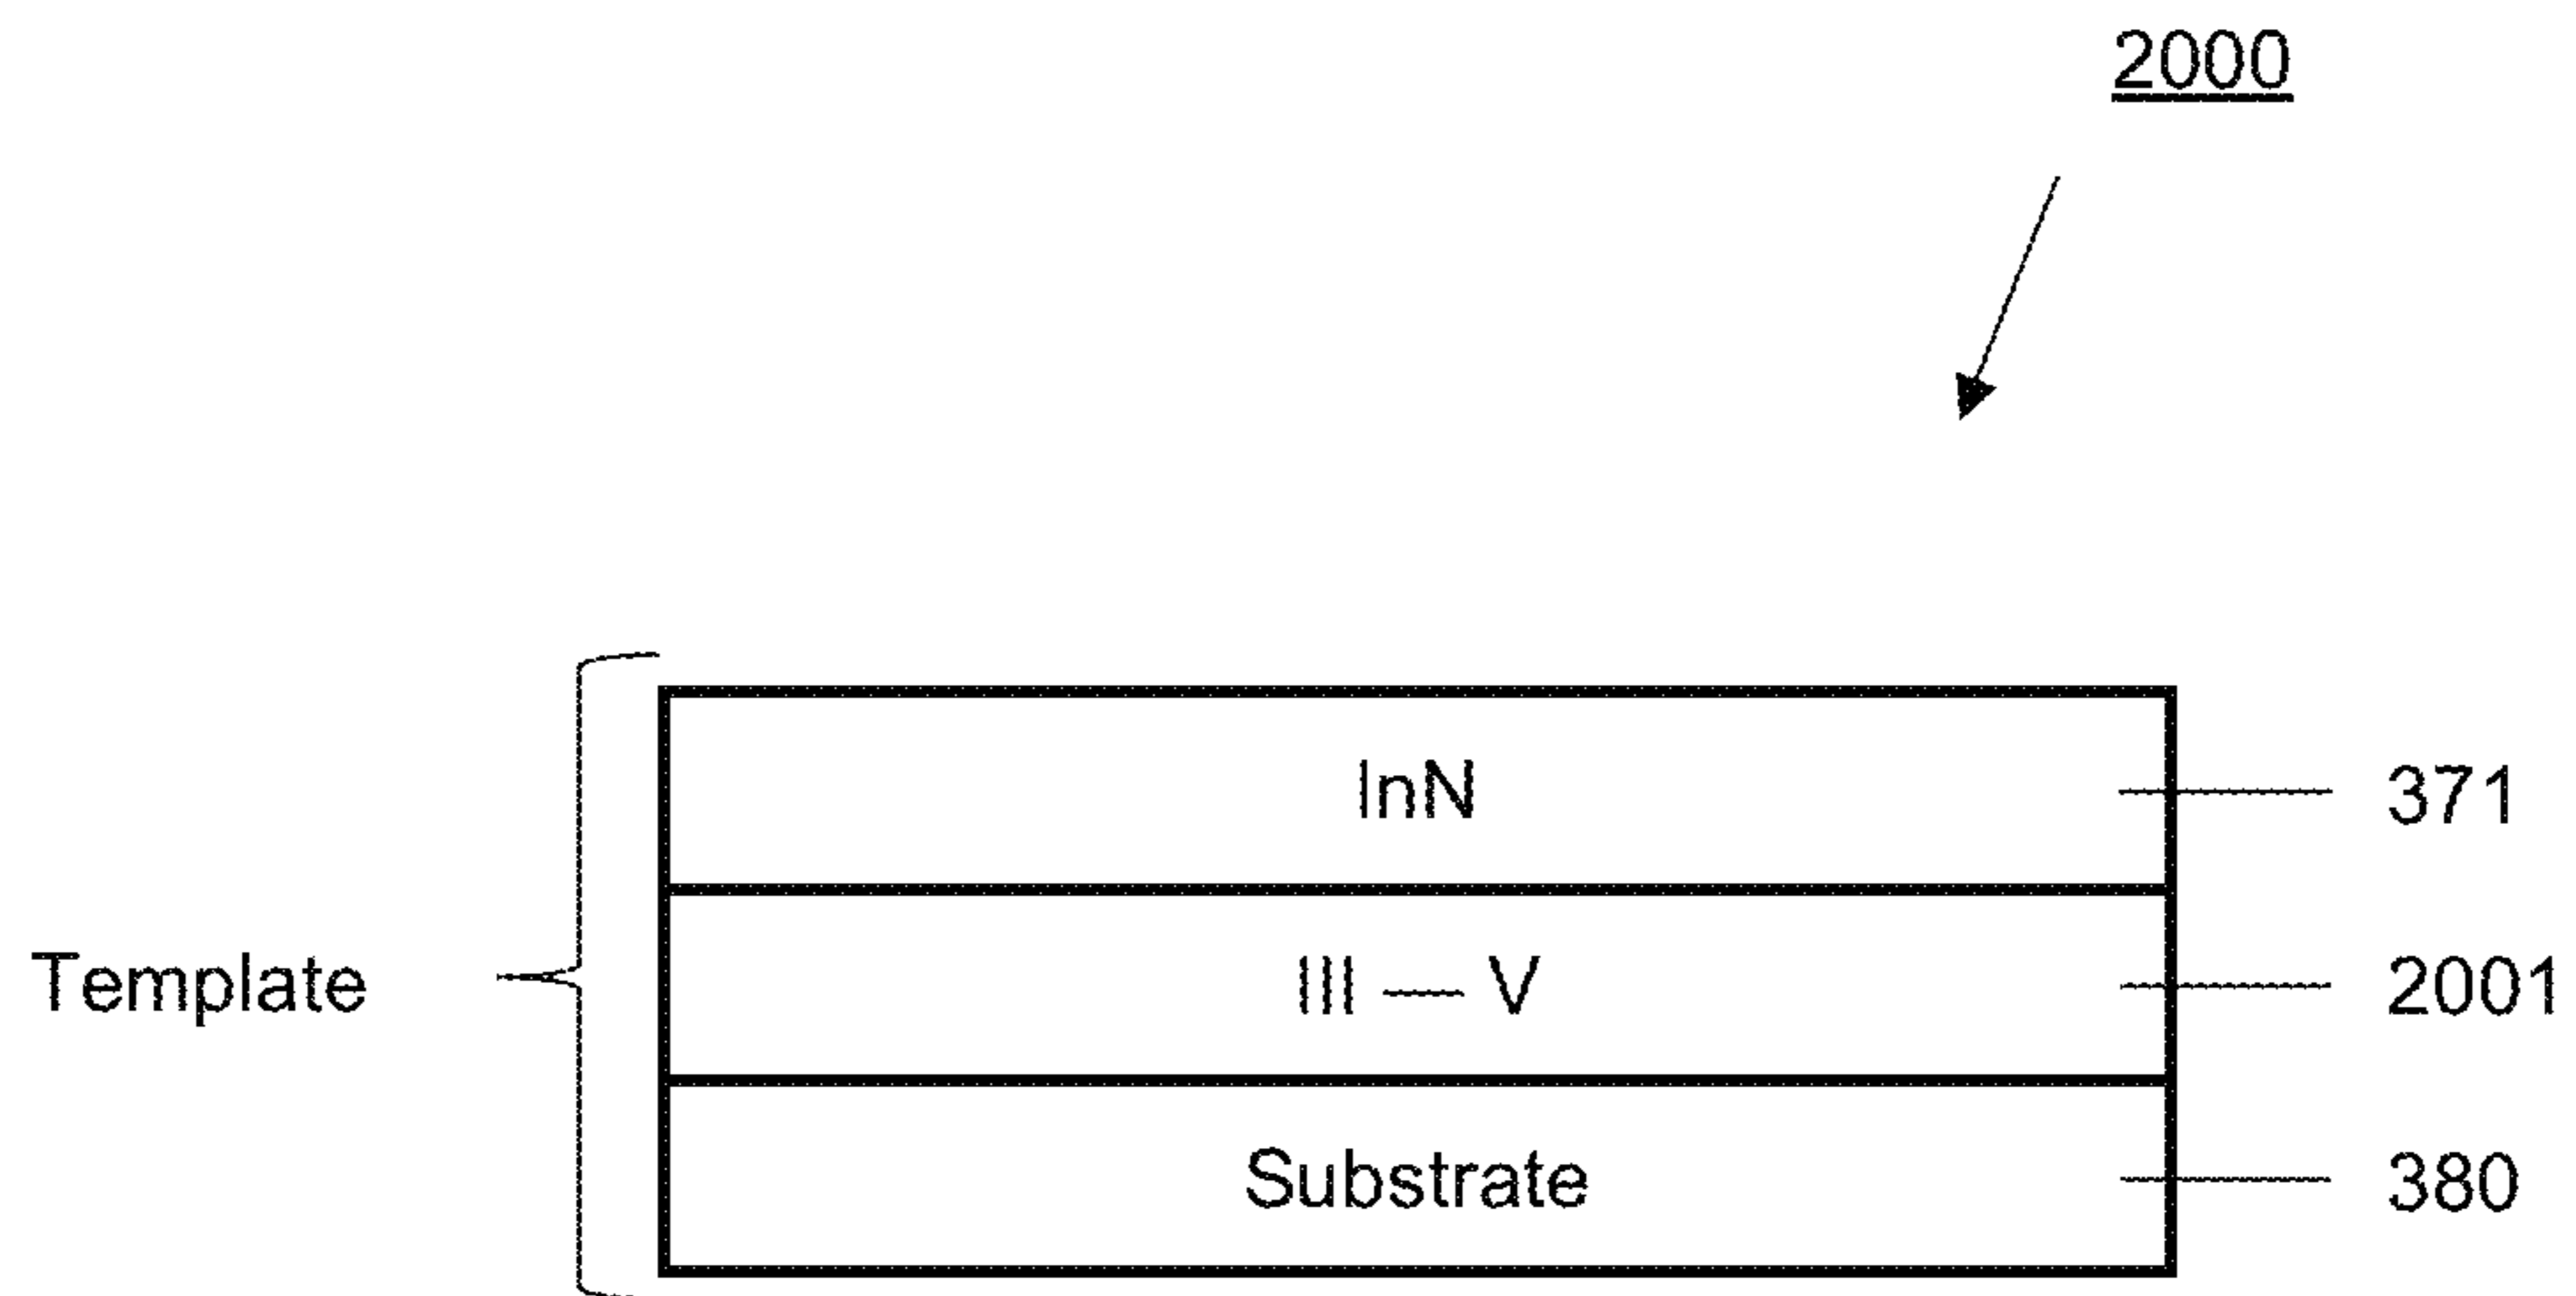 2000
InN
371
Template
III — V
2001
Substrate
380